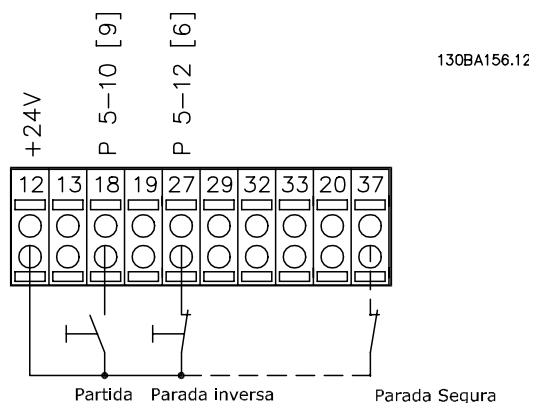 +24V
P 5-10 [9]
P 5-12 [6]
130BA156.12
12 13 18 19 27 29 32 33 20 37
Partida
Parada inversa
Parada Segura